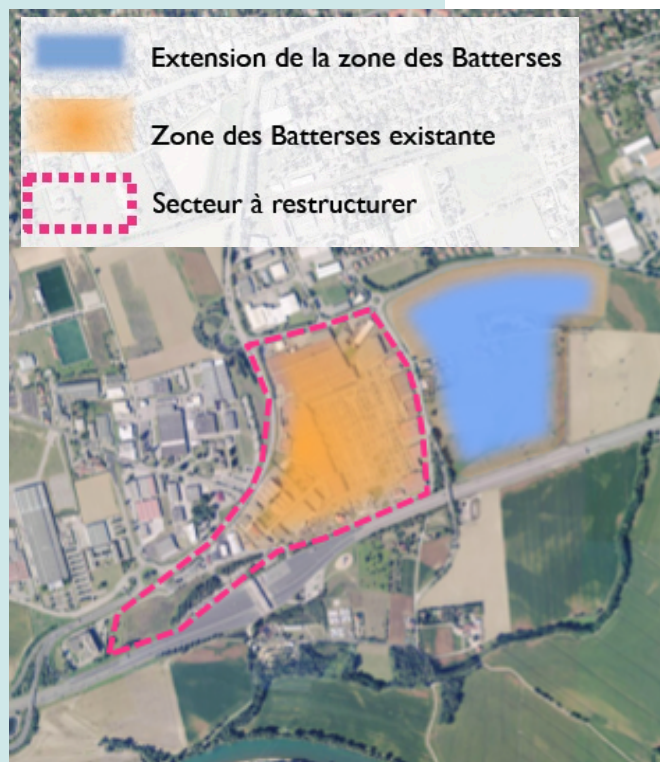 Extension de la zone des Batterses
Zone des Batterses existante
Secteur à restructurer